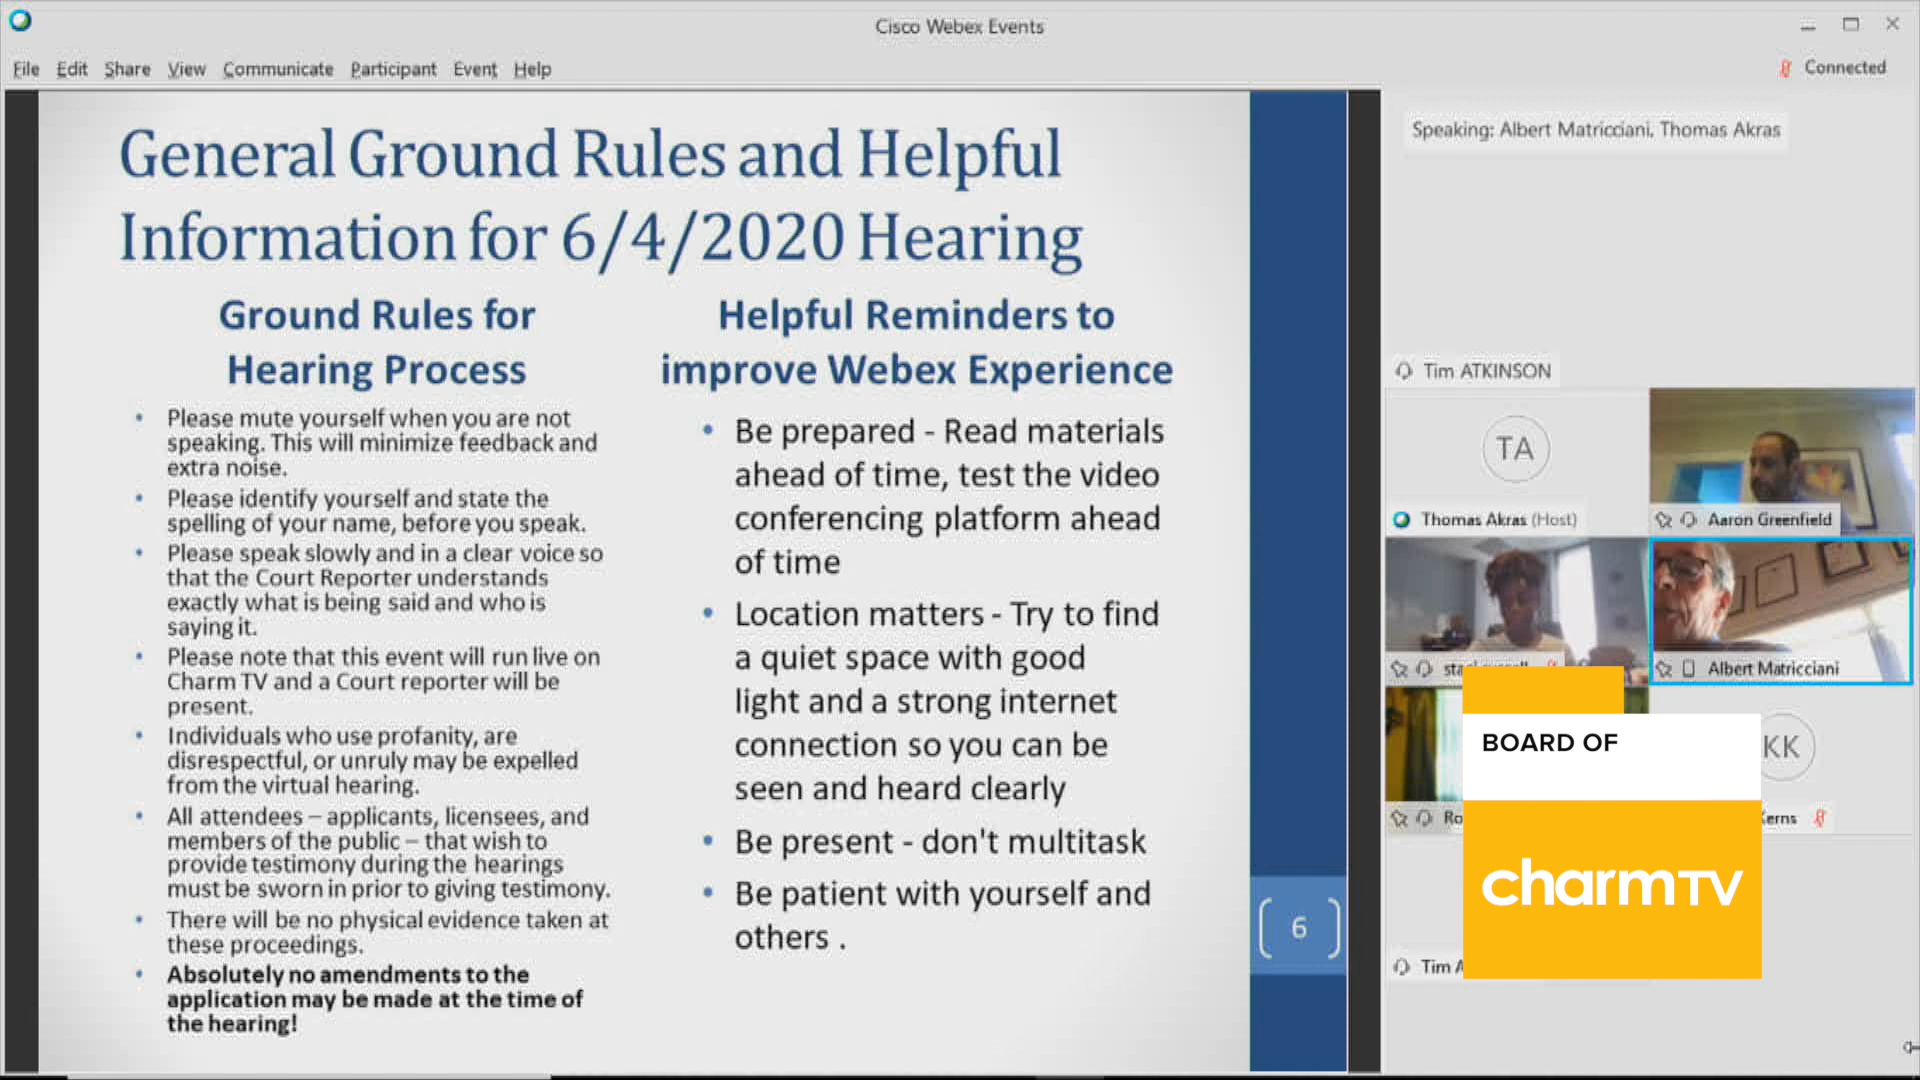 Cisco Webex Events
File Edit Share View Communicate Participant Event Help
Connected
General Ground Rules and Helpful
Information for 6/4/2020 Hearing
Ground Rules for
Hearing Process
• Please mute yourself when you are not
speaking. This will minimize feedback and
extra noise.
• Please identify yourself and state the
spelling of your name, before you speak.
• Please speak slowly and in a clear voice so
that the Court Reporter understands
exactly what is being said and who is
saying it.
• Please note that this event will run live on
Charm TV and a Court reporter will be
present.
• Individuals who use profanity, are
disrespectful, or unruly may be expelled
from the virtual hearing.
• All attendees – applicants, licensees, and
members of the public – that wish to
provide testimony during the hearings
must be sworn in prior to giving testimony.
• There will be no physical evidence taken at
these proceedings.
• Absolutely no amendments to the
application may be made at the time of
the hearing!
Helpful Reminders to
improve Webex Experience
• Be prepared - Read materials
ahead of time, test the video
conferencing platform ahead
of time
• Location matters - Try to find
a quiet space with good
light and a strong internet
connection so you can be
seen and heard clearly
• Be present - don't multitask
• Be patient with yourself and
others .
6
Speaking: Albert Matricciani, Thomas Akras
Tim ATKINSON
TA
Thomas Akras (Host)
Aaron Greenfield
Albert Matricciani
KK
BOARD OF
charmTV
Tim A